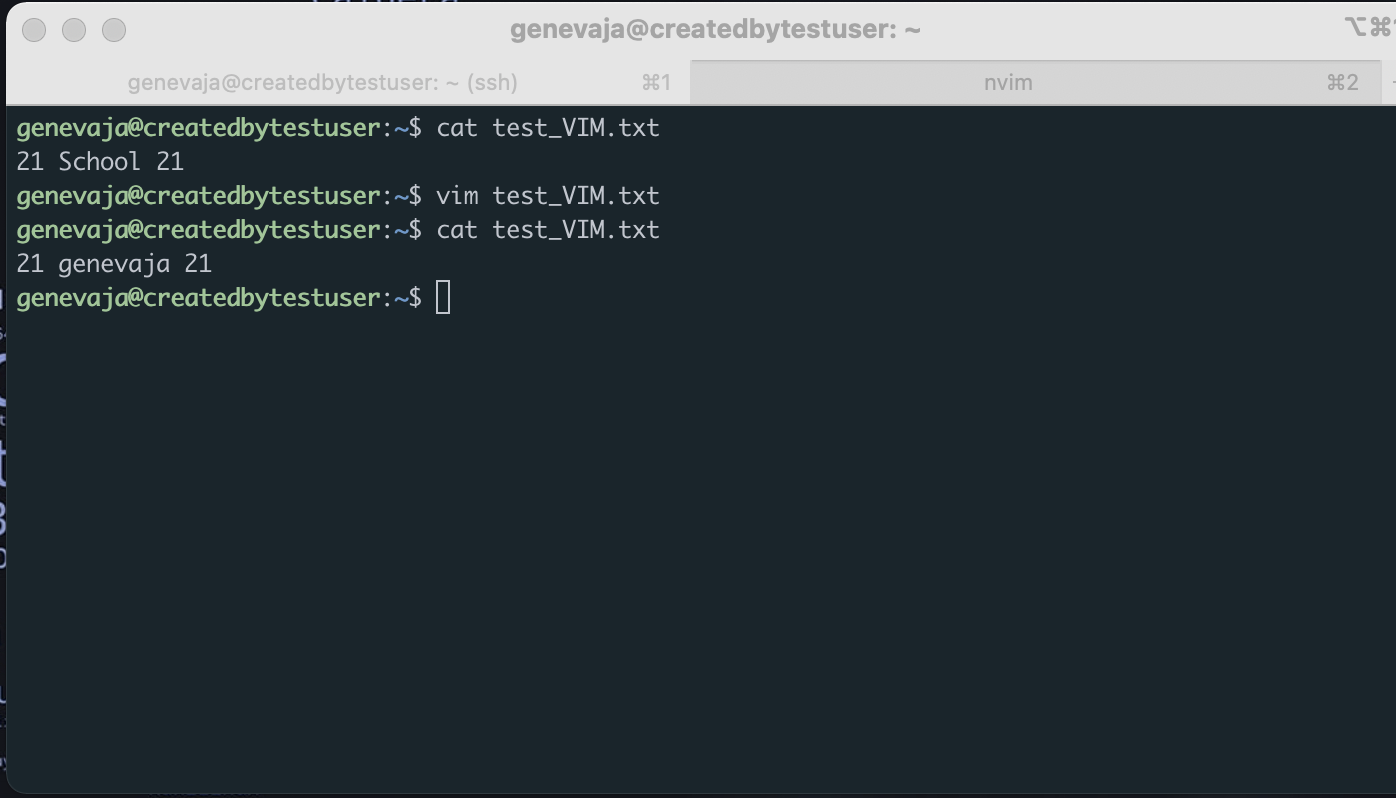 genevaja@createdbytestuser: ~
genevaja@createdbytestuser: ~ (ssh) ⌘1 nvim ⌘2
genevaja@createdbytestuser:~$ cat test_VIM.txt
21 School 21
genevaja@createdbytestuser:~$ vim test_VIM.txt
genevaja@createdbytestuser:~$ cat test_VIM.txt
21 genevaja 21
genevaja@createdbytestuser:~$